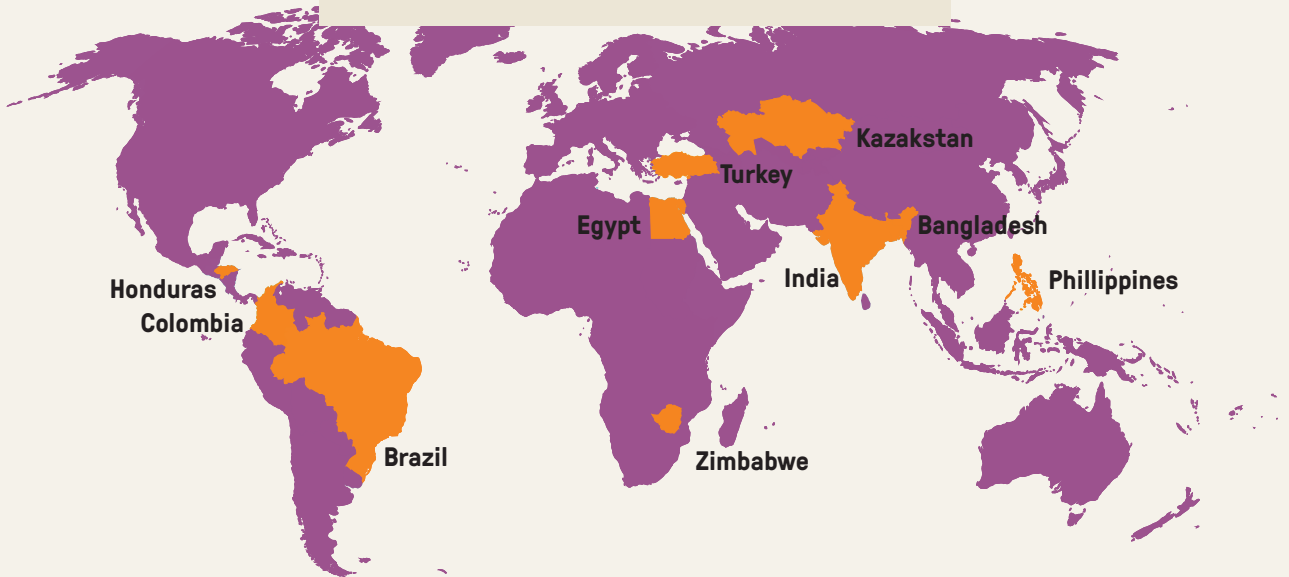 Kazakstan
Turkey
Egypt
Bangladesh
India
Phillippines
Honduras
Colombia
Brazil
Zimbabwe